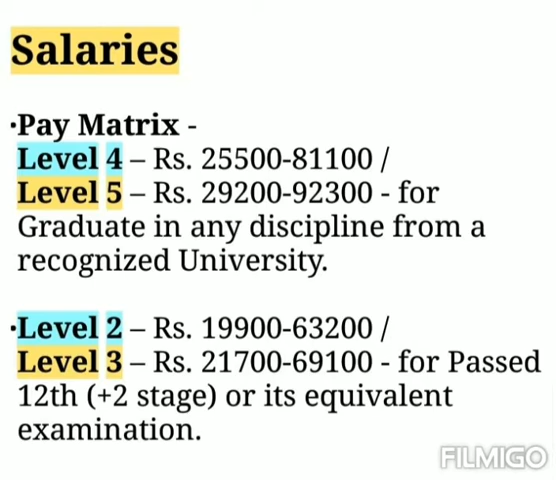 Salaries
·Pay Matrix -
Level 4 – Rs. 25500-81100 /
Level 5 – Rs. 29200-92300 - for
Graduate in any discipline from a
recognized University.
·Level 2 – Rs. 19900-63200 /
Level 3 – Rs. 21700-69100 - for Passed
12th (+2 stage) or its equivalent
examination.
FILMIGO